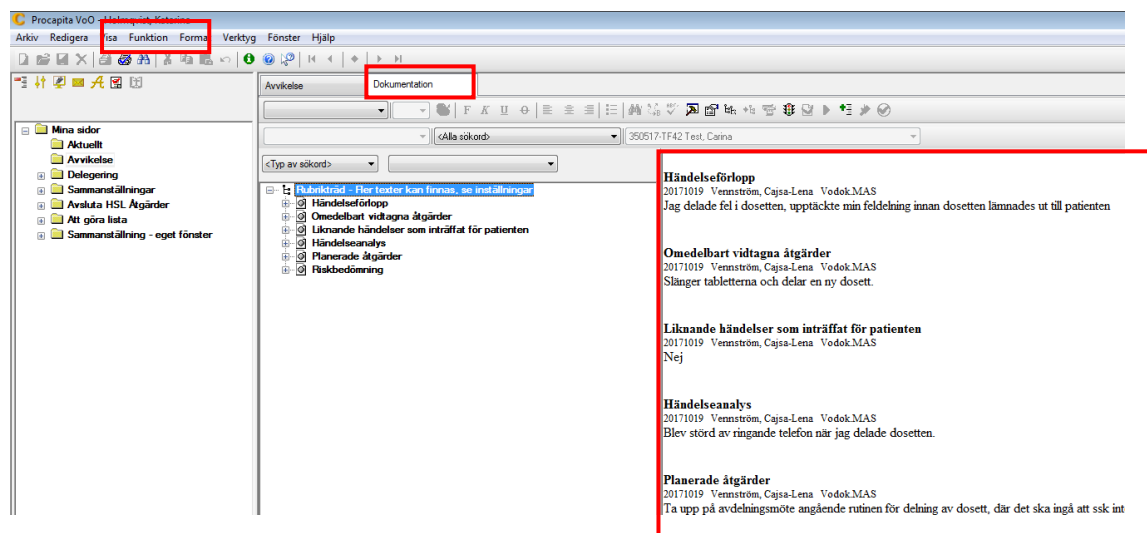 Procapita VoO - Holmquist, Katarina
Arkiv Redigera Visa Funktion Format Verktyg Fönster Hjälp
Avvikelse Dokumentation
F K U
<Alla sökord> 350517-TF42 Test, Carina
<Typ av sökord>
Mina sidor
Aktuellt
Avvikelse
Delegering
Sammanställningar
Avsluta HSL Åtgärder
Att göra lista
Sammanställning - eget fönster
Rubrikträd - Fler texter kan finnas, se inställningar
Händelseförlopp
Omedelbart vidtagna åtgärder
Liknande händelser som inträffat för patienten
Händelseanalys
Planerade åtgärder
Riskbedömning
Händelseförlopp
20171019 Vennström, Cajsa-Lena Vodok.MAS
Jag delade fel i dosetten, upptäckte min feldelning innan dosetten lämnades ut till patienten
Omedelbart vidtagna åtgärder
20171019 Vennström, Cajsa-Lena Vodok.MAS
Slänger tabletterna och delar en ny dosett.
Liknande händelser som inträffat för patienten
20171019 Vennström, Cajsa-Lena Vodok.MAS
Nej
Händelseanalys
20171019 Vennström, Cajsa-Lena Vodok.MAS
Blev störd av ringande telefon när jag delade dosetten.
Planerade åtgärder
20171019 Vennström, Cajsa-Lena Vodok.MAS
Ta upp på avdelningsmöte angående rutinen för delning av dosett, där det ska ingå att ssk int